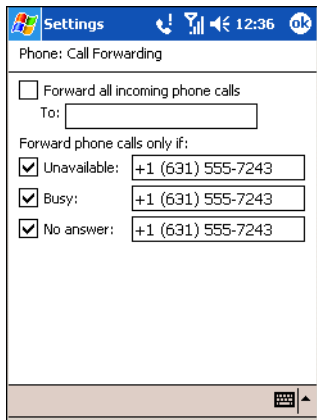 Settings 12:36 ok
Phone: Call Forwarding
Forward all incoming phone calls
To:
Forward phone calls only if:
Unavailable: +1 (631) 555-7243
Busy: +1 (631) 555-7243
No answer: +1 (631) 555-7243